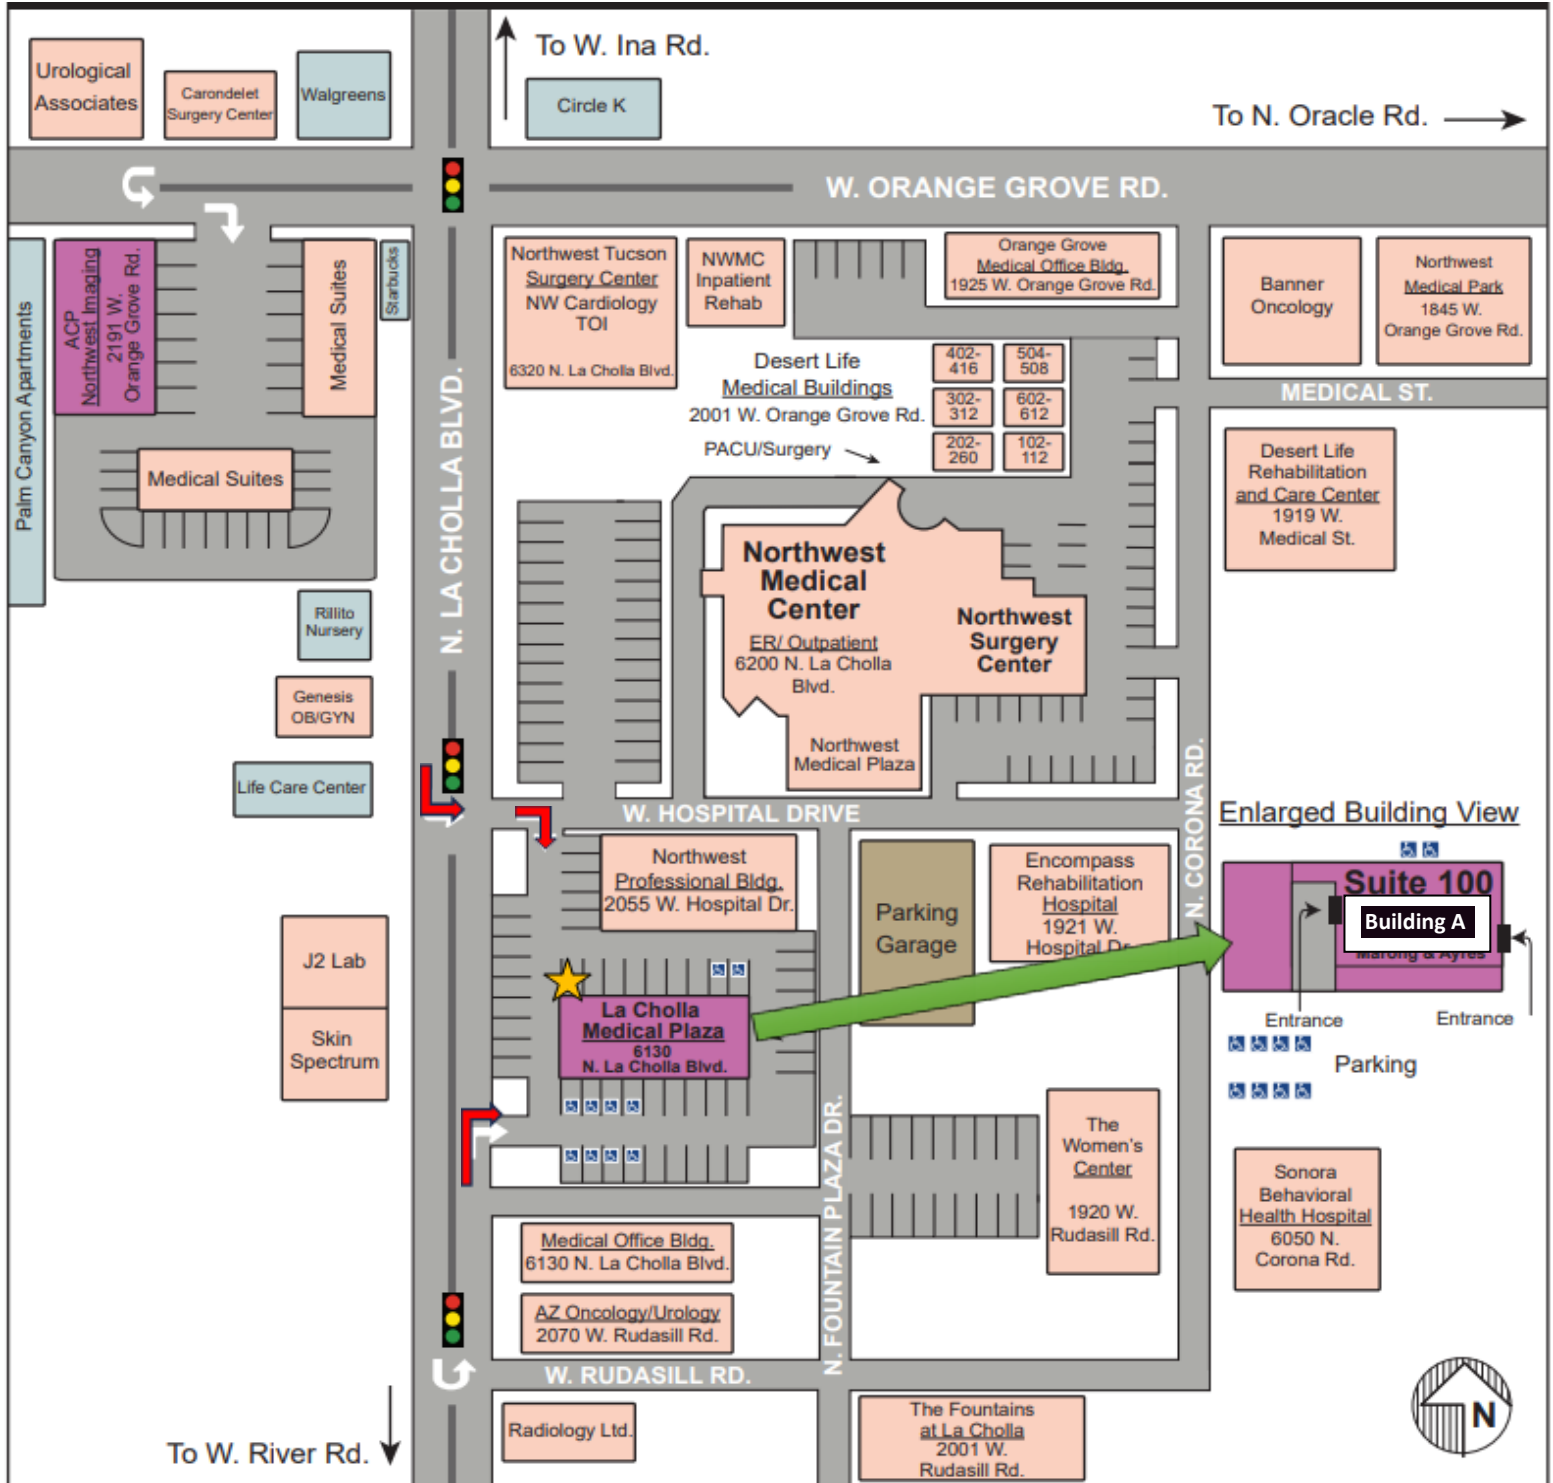 To W. Ina Rd.
Urological
Associates
Carondelet
Surgery Center
Walgreens
Circle K
To N. Oracle Rd.
W. ORANGE GROVE RD.
Palm Canyon Apartments
ACP
Northwest Imaging
2191 W.
Orange Grove Rd.
Medical Suites
Starbucks
Medical Suites
N. LA CHOLLA BLVD.
Northwest Tucson
Surgery Center
NW Cardiology
TOI
6320 N. La Cholla Blvd.
NWMC
Inpatient
Rehab
Orange Grove
Medical Office Bldg.
1925 W. Orange Grove Rd.
Banner
Oncology
Northwest
Medical Park
1845 W.
Orange Grove Rd.
MEDICAL ST.
Desert Life
Medical Buildings
2001 W. Orange Grove Rd.
402-
416
504-
508
302-
312
602-
612
202-
260
102-
112
PACU/Surgery
Desert Life
Rehabilitation
and Care Center
1919 W.
Medical St.
Northwest
Medical
Center
ER/ Outpatient
6200 N. La Cholla
Blvd.
Northwest
Surgery
Center
Northwest
Medical Plaza
Rillito
Nursery
Genesis
OB/GYN
Life Care Center
W. HOSPITAL DRIVE
N. CORONA RD.
Enlarged Building View
Suite 100
Building A
Marong & Ayres
Entrance
Entrance
Parking
Northwest
Professional Bldg.
2055 W. Hospital Dr.
Parking
Garage
Encompass
Rehabilitation
Hospital
1921 W.
Hospital Dr.
J2 Lab
Skin
Spectrum
La Cholla
Medical Plaza
6130
N. La Cholla Blvd.
N. FOUNTAIN PLAZA DR.
The
Women's
Center
1920 W.
Rudasill Rd.
Sonora
Behavioral
Health Hospital
6050 N.
Corona Rd.
Medical Office Bldg.
6130 N. La Cholla Blvd.
AZ Oncology/Urology
2070 W. Rudasill Rd.
W. RUDASILL RD.
Radiology Ltd.
The Fountains
at La Cholla
2001 W.
Rudasill Rd.
To W. River Rd.
N